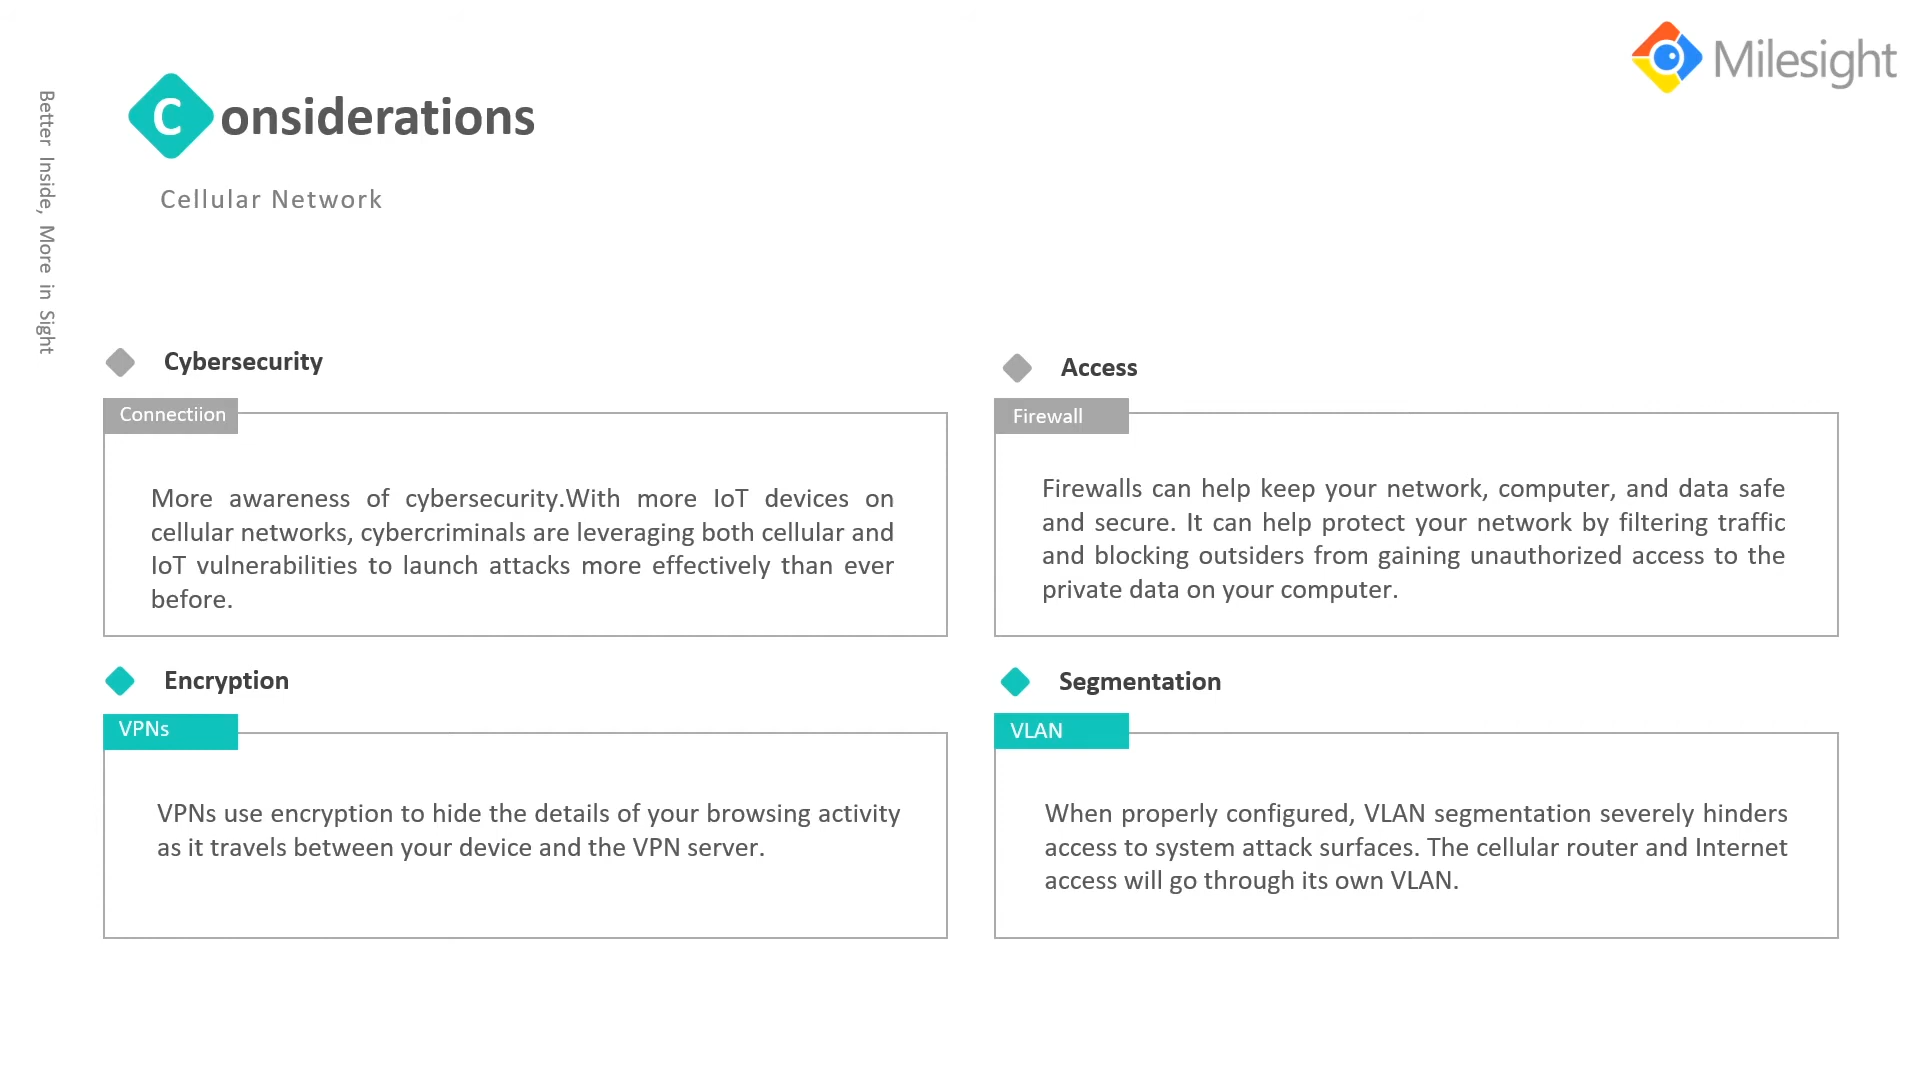 Milesight
Better Inside, More in Sight
Considerations
Cellular Network
Cybersecurity
Connectiion
More awareness of cybersecurity.With more IoT devices on
cellular networks, cybercriminals are leveraging both cellular and
IoT vulnerabilities to launch attacks more effectively than ever
before.
Access
Firewall
Firewalls can help keep your network, computer, and data safe
and secure. It can help protect your network by filtering traffic
and blocking outsiders from gaining unauthorized access to the
private data on your computer.
Encryption
VPNs
VPNs use encryption to hide the details of your browsing activity
as it travels between your device and the VPN server.
Segmentation
VLAN
When properly configured, VLAN segmentation severely hinders
access to system attack surfaces. The cellular router and Internet
access will go through its own VLAN.